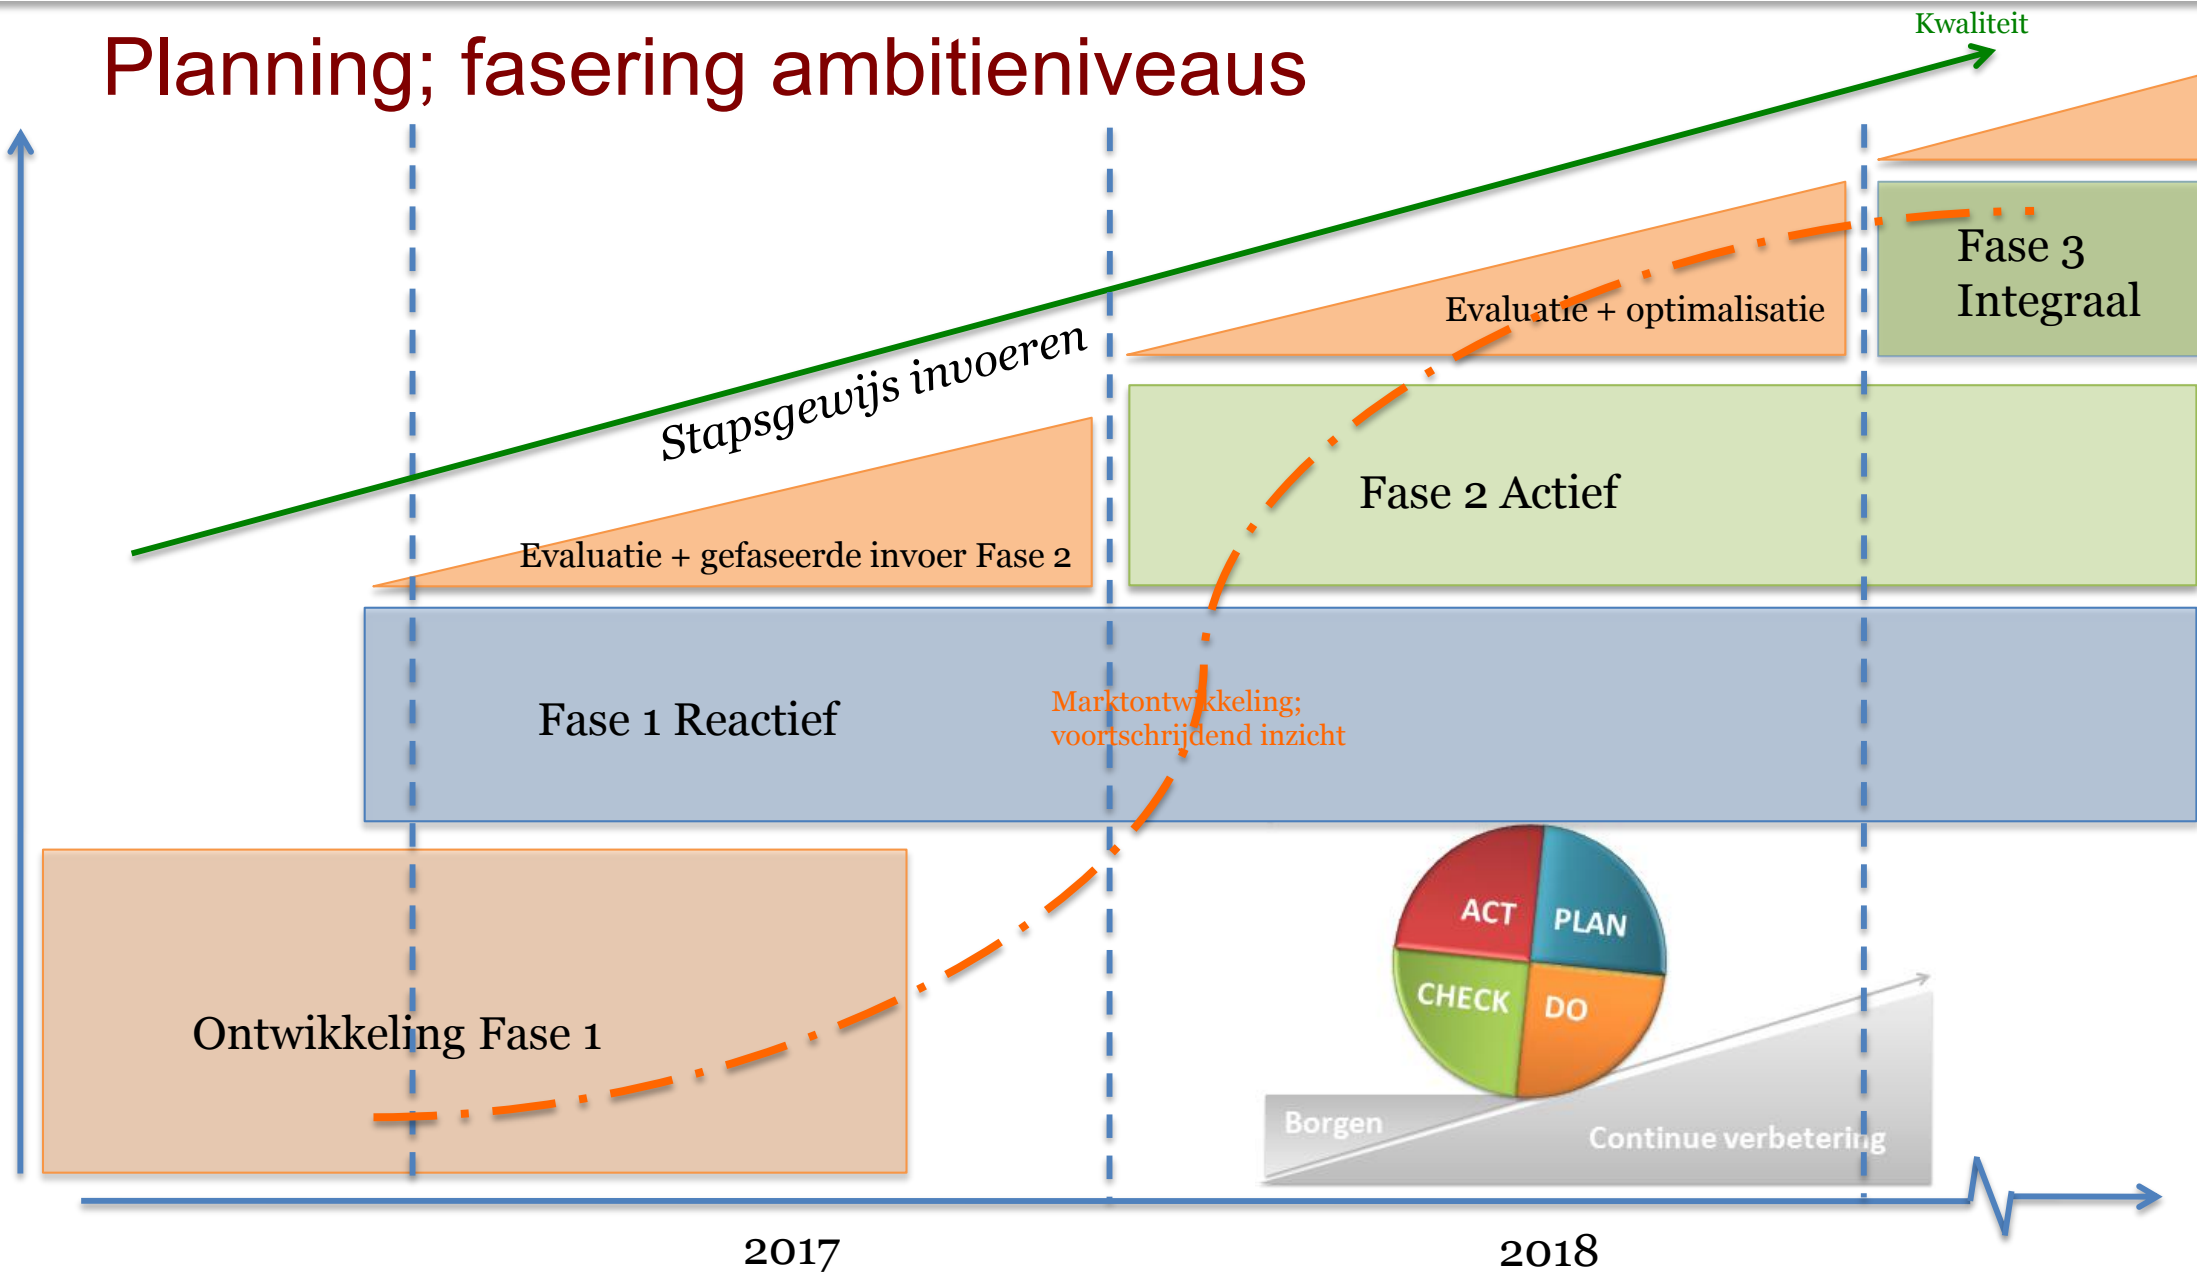 Kwaliteit
Planning; fasering ambitieniveaus
Fase 3
Integraal
Evaluatie + optimalisatie
Stapsgewijs invoeren
Fase 2 Actief
Evaluatie + gefaseerde invoer Fase 2
Fase 1 Reactief
Marktontwikkeling;
voortschrijdend inzicht
ACT
PLAN
CHECK
DO
Ontwikkeling Fase 1
Borgen
Continue verbetering
2017
2018